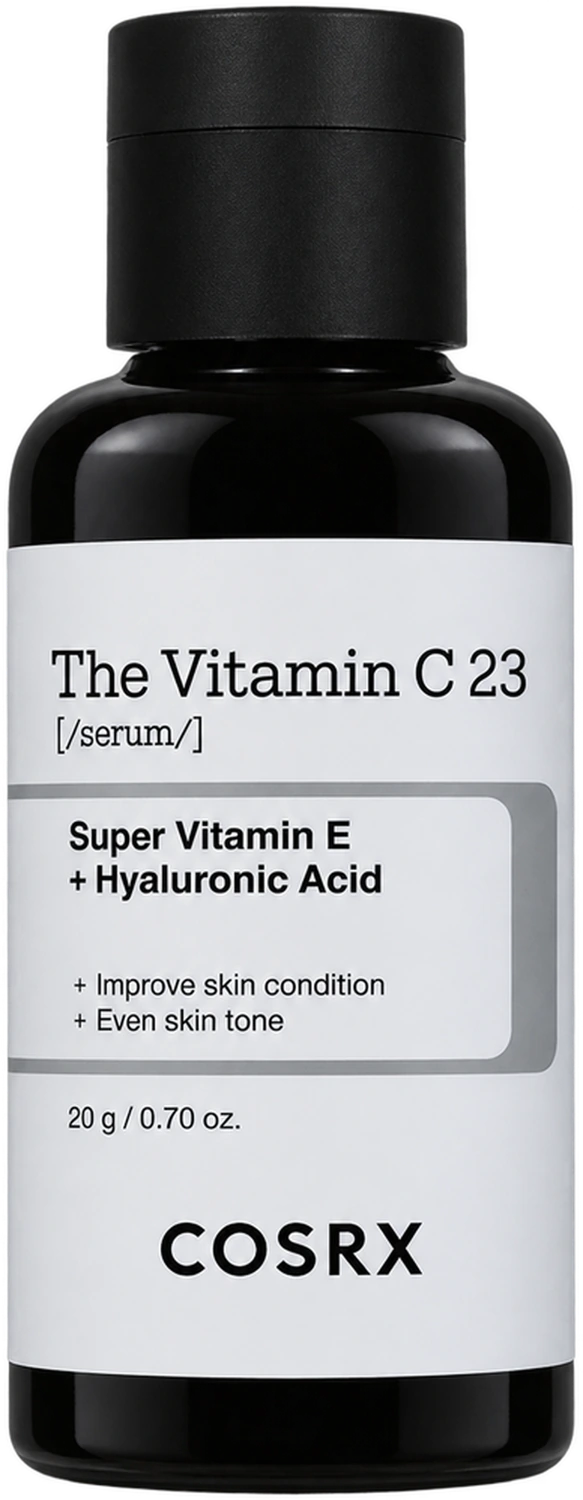 The Vitamin C 23
[/serum/]
Super Vitamin E
+ Hyaluronic Acid
+ Improve skin condition
+ Even skin tone
20 g / 0.70 oz.
COSRX